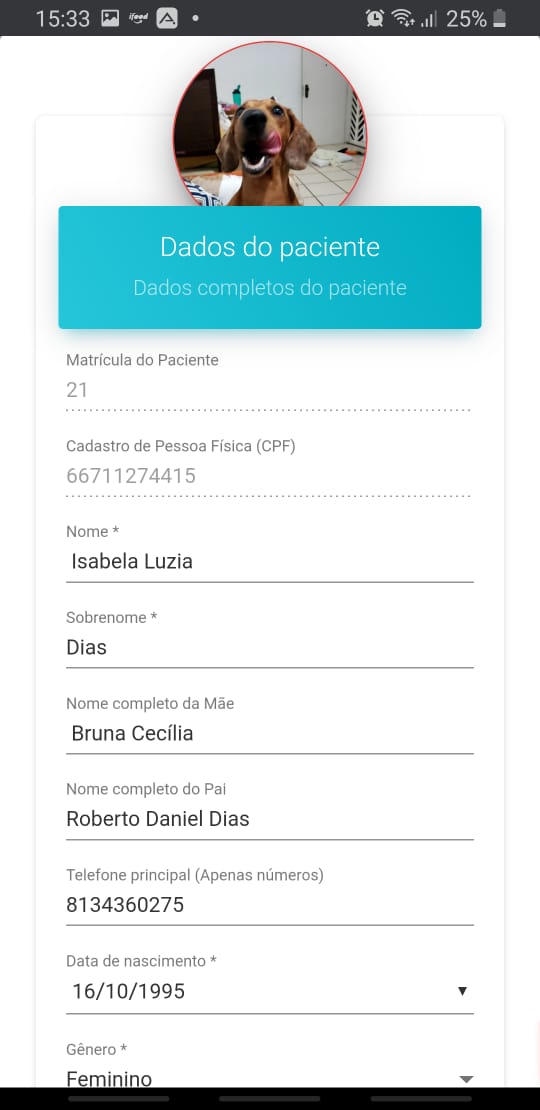 15:33 ifood 25%
Dados do paciente
Dados completos do paciente
Matrícula do Paciente
21
Cadastro de Pessoa Física (CPF)
66711274415
Nome *
Isabela Luzia
Sobrenome *
Dias
Nome completo da Mãe
Bruna Cecília
Nome completo do Pai
Roberto Daniel Dias
Telefone principal (Apenas números)
8134360275
Data de nascimento *
16/10/1995
Gênero *
Feminino